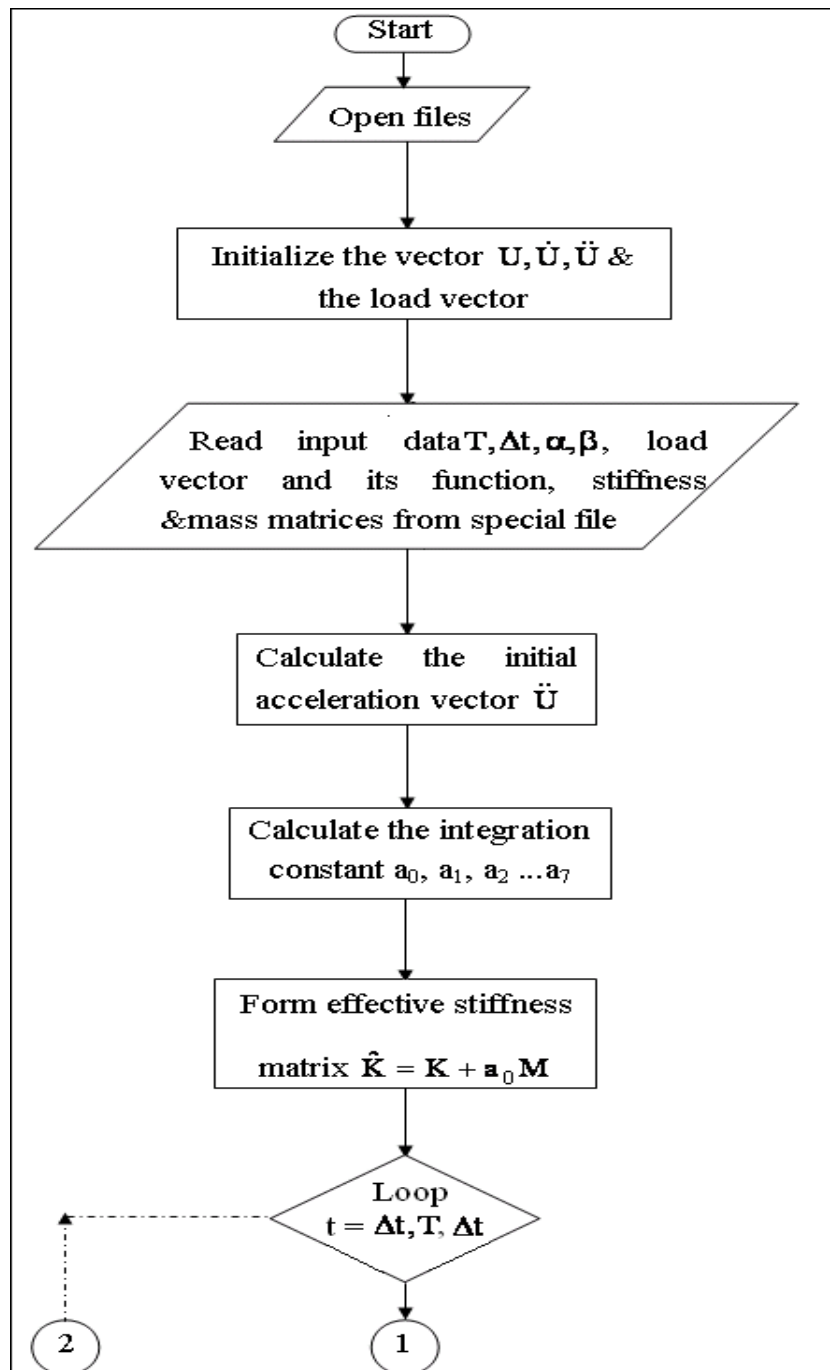 Start
Open files
Initialize the vector U, U̇, Ü &
the load vector
Read input data T, Δt, α, β, load
vector and its function, stiffness
&mass matrices from special file
Calculate the initial
acceleration vector Ü
Calculate the integration
constant a₀, a₁, a₂ ...a₇
Form effective stiffness
matrix K̂ = K + a₀ M
Loop
t = Δt, T, Δt
2
1